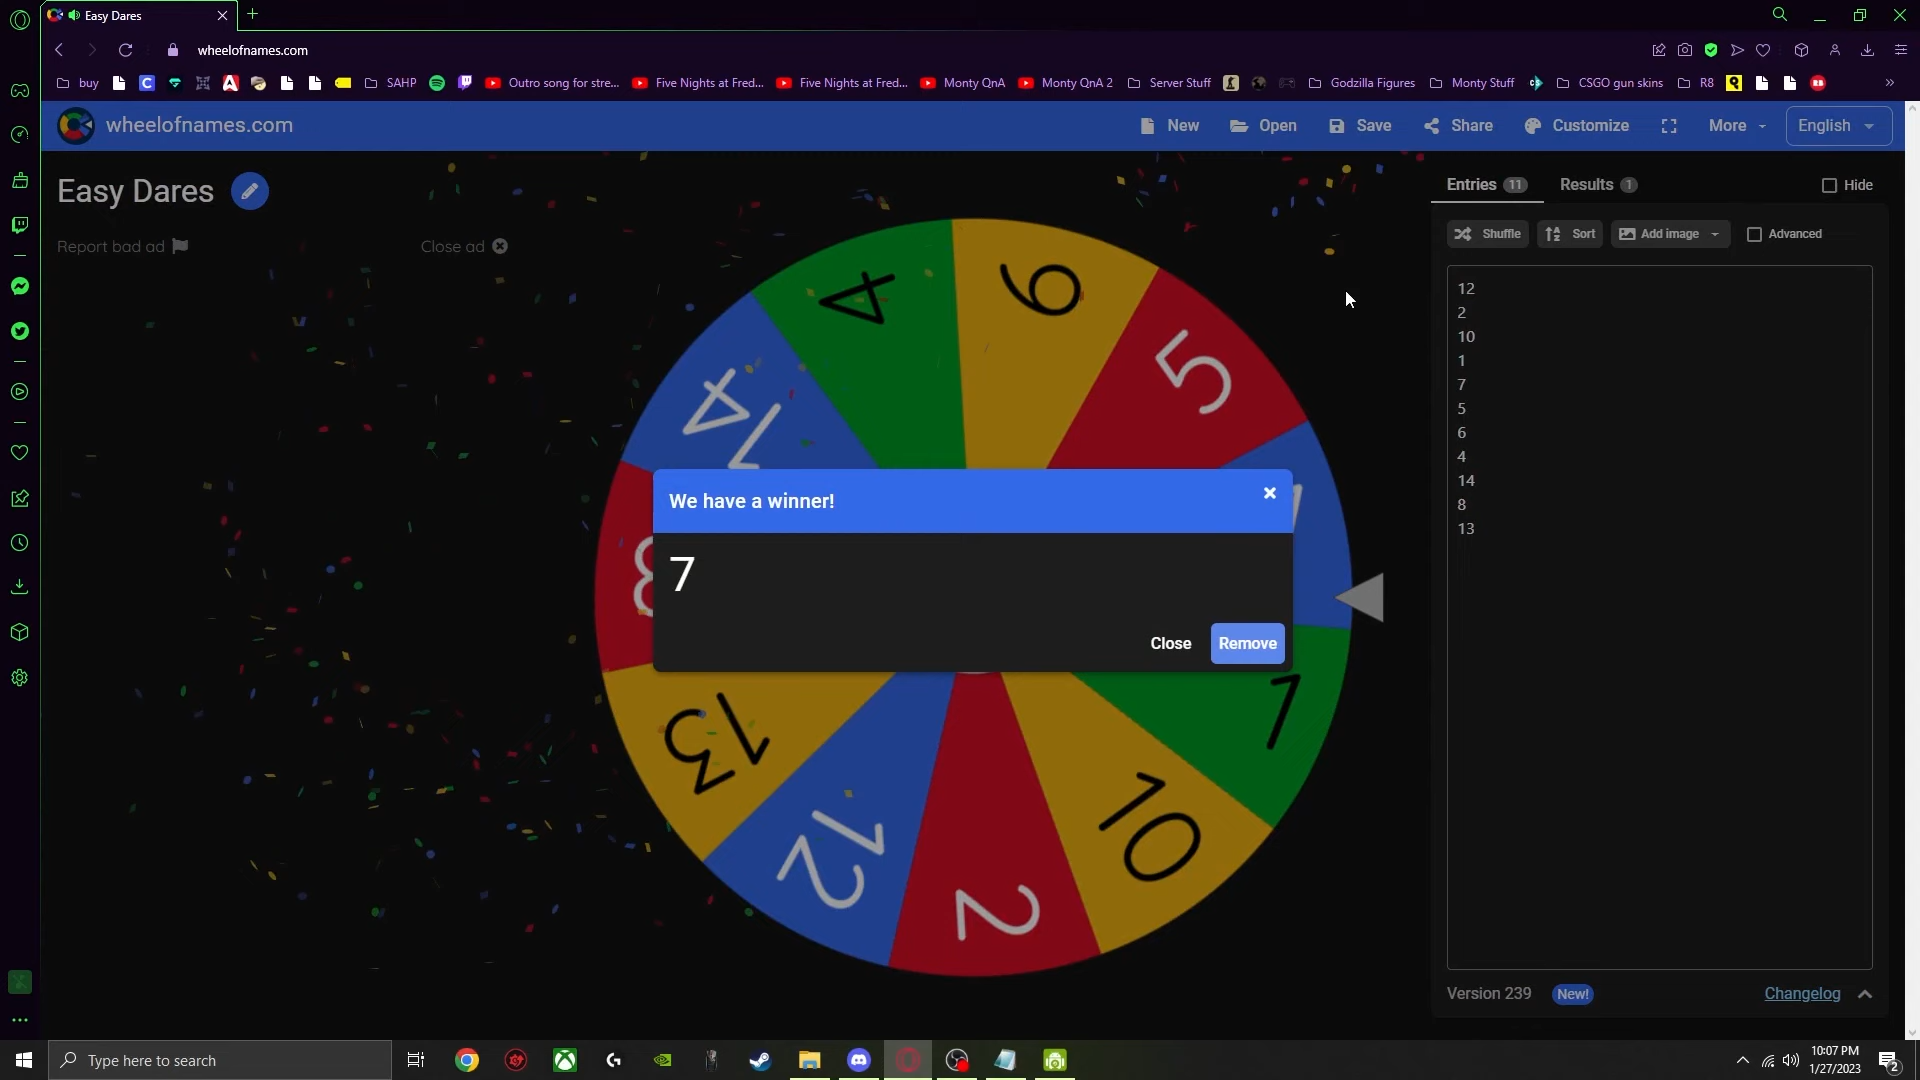 Easy Dares
wheelofnames.com
buy
SAHP
Outro song for stre...
Five Nights at Fred...
Five Nights at Fred...
Monty QnA
Monty QnA 2
Server Stuff
Godzilla Figures
Monty Stuff
CSGO gun skins
R8
»
wheelofnames.com
New
Open
Save
Share
Customize
More
English
Easy Dares
Report bad ad
Close ad
Entries 11
Results 1
Hide
Shuffle
Sort
Add image
Advanced
12
2
10
1
7
5
6
4
14
8
13
4
6
5
14
8
13
12
2
10
1
We have a winner!
7
Close
Remove
Version 239
New!
Changelog
Type here to search
10:07 PM
1/27/2023
2